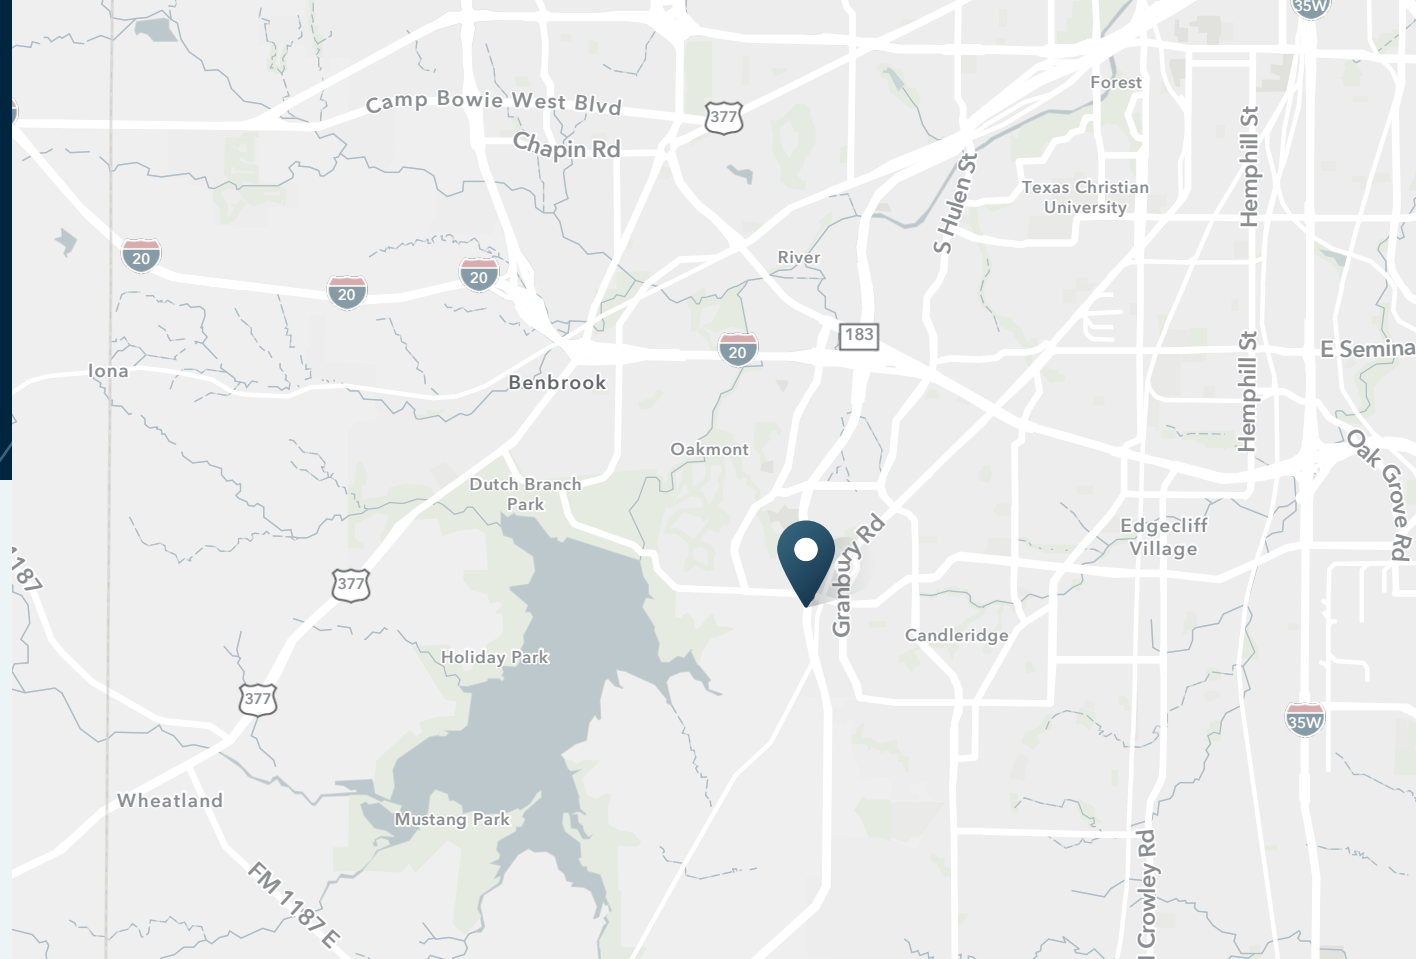 35W
Forest
Camp Bowie West Blvd
377
Chapin Rd
Hemphill St
S Hulen St
Texas Christian
University
20
20
20
River
183
20
E Semina
Iona
Benbrook
Hemphill St
Oakmont
Oak Grove Rd
Dutch Branch
Park
Edgecliff
Village
Granbury Rd
1187
377
Candleridge
Holiday Park
377
35W
Wheatland
Mustang Park
FM 1187 E
Crowley Rd